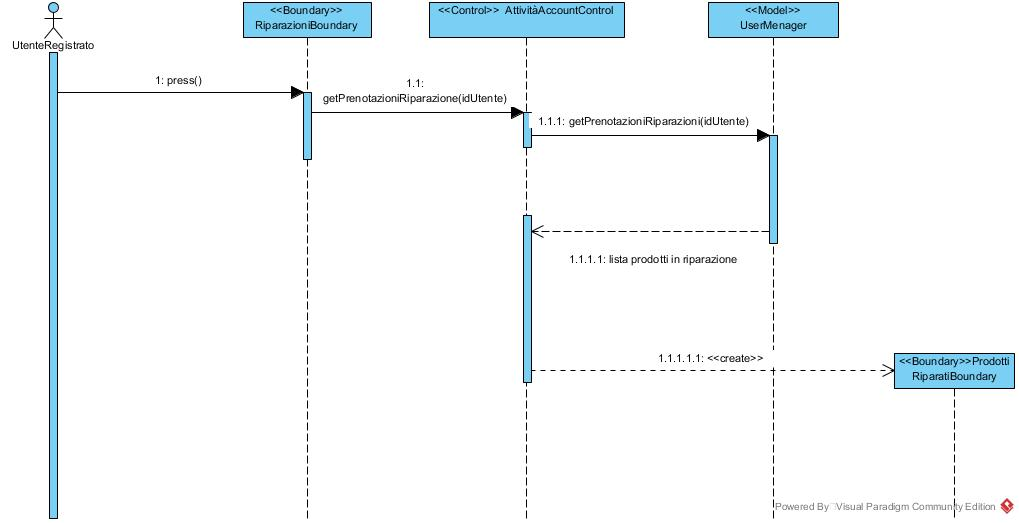 <<Boundary>>
RiparazioniBoundary
<<Control>> AttivitàAccountControl
<<Model>>
UserMenager
UtenteRegistrato
1: press()
1.1:
getPrenotazioniRiparazione(idUtente)
1.1.1: getPrenotazioniRiparazioni(idUtente)
1.1.1.1: lista prodotti in riparazione
1.1.1.1.1: <<create>>
<<Boundary>>Prodotti
RiparatiBoundary
Powered By Visual Paradigm Community Edition